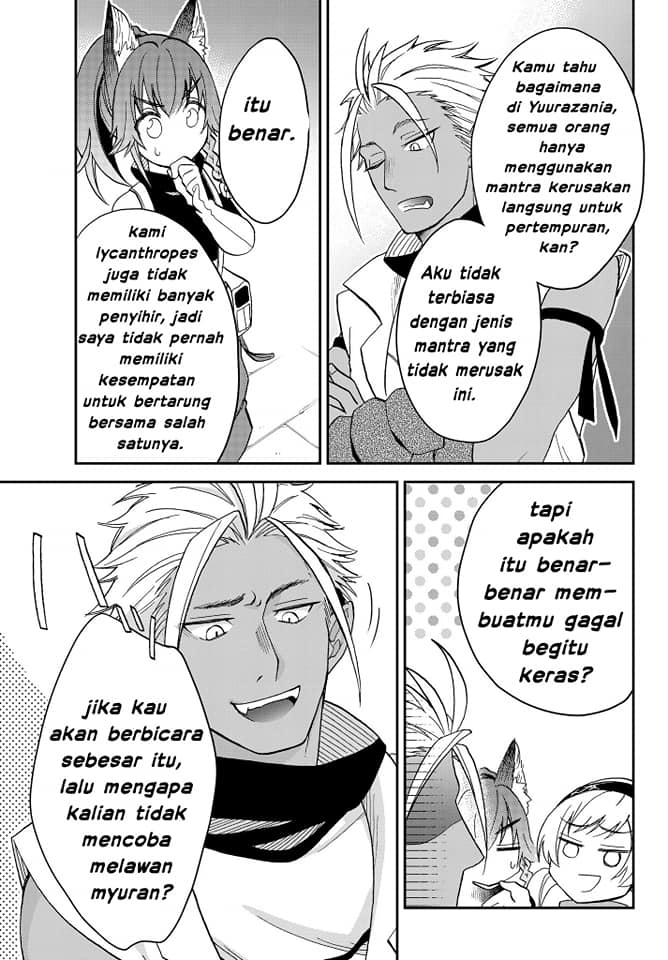 Kamu tahu
bagaimana
di Yuurazania,
semua orang
hanya
menggunakan
mantra kerusakan
langsung untuk
pertempuran,
kan?
Aku tidak
terbiasa
dengan jenis
mantra yang
tidak merusak
ini.
itu
benar.
kami
lycanthropes
juga tidak
memiliki banyak
penyihir, jadi
saya tidak pernah
memiliki
kesempatan
untuk bertarung
bersama salah
satunya.
tapi
apakah
itu benar-
benar mem-
buatmu gagal
begitu
keras?
jika kau
akan berbicara
sebesar itu,
lalu mengapa
kalian tidak
mencoba
melawan
myuran?